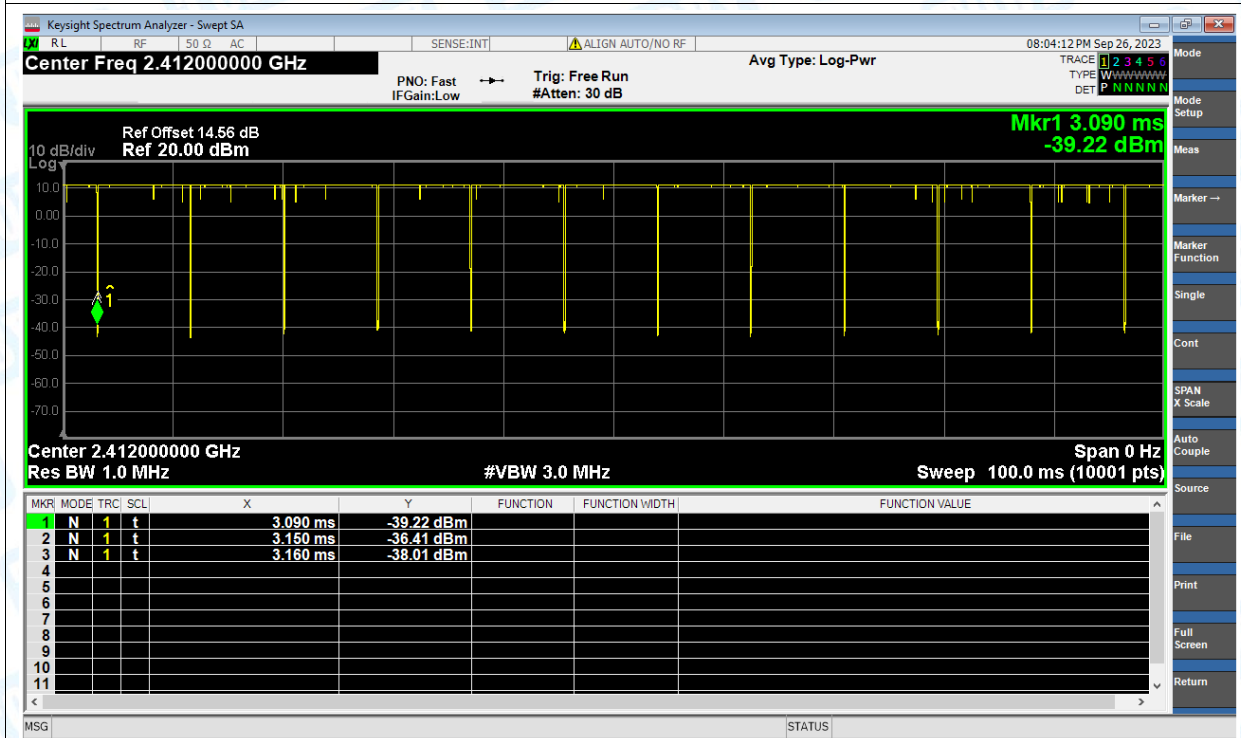 Keysight Spectrum Analyzer - Swept SA
LXI RL RF 50 Ω AC SENSE:INT ALIGN AUTO/NO RF 08:04:12 PM Sep 26, 2023
Center Freq 2.412000000 GHz Avg Type: Log-Pwr TRACE 1 2 3 4 5 6
PNO: Fast Trig: Free Run TYPE WWWWWW
IFGain:Low #Atten: 30 dB DET P N N N N N
Mkr1 3.090 ms
-39.22 dBm
Ref Offset 14.56 dB
10 dB/div Ref 20.00 dBm
Log
10.0
0.00
-10.0
-20.0
-30.0
1
-40.0
-50.0
-60.0
-70.0
Center 2.412000000 GHz Span 0 Hz
Res BW 1.0 MHz #VBW 3.0 MHz Sweep 100.0 ms (10001 pts)
MKR MODE TRC SCL X Y FUNCTION FUNCTION WIDTH FUNCTION VALUE
1 N 1 t 3.090 ms -39.22 dBm
2 N 1 t 3.150 ms -36.41 dBm
3 N 1 t 3.160 ms -38.01 dBm
4
5
6
7
8
9
10
11
MSG STATUS
Mode
Mode
Setup
Meas
Marker →
Marker
Function
Single
Cont
SPAN
X Scale
Auto
Couple
Source
File
Print
Full
Screen
Return